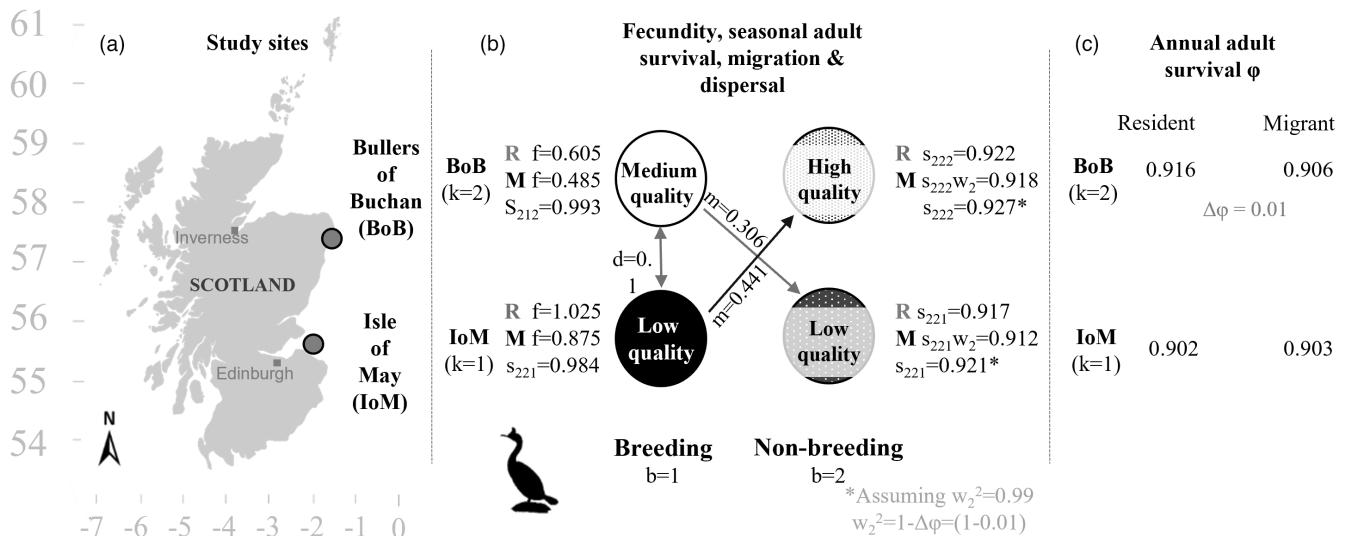 (a)
Study sites
61
60
59
58
57
56
55
54
-7
-6
-5
-4
-3
-2
-1
0
N
Inverness
SCOTLAND
Edinburgh
Bullers
of
Buchan
(BoB)
Isle
of
May
(IoM)
(b)
Fecundity, seasonal adult
survival, migration &
dispersal
BoB
(k=2)
R f=0.605
M f=0.485
S₂₁₂=0.993
Medium
quality
High
quality
R s₂₂₂=0.922
M s₂₂₂w₂=0.918
s₂₂₂=0.927*
m=0.306
m=0.441
d=0.
1
IoM
(k=1)
R f=1.025
M f=0.875
s₂₂₁=0.984
Low
quality
Low
quality
R s₂₂₁=0.917
M s₂₂₁w₂=0.912
s₂₂₁=0.921*
Breeding
b=1
Non-breeding
b=2
*Assuming w₂²=0.99
w₂²=1-Δφ=(1-0.01)
(c)
Annual adult
survival φ
Resident
Migrant
BoB
(k=2)
0.916
0.906
Δφ = 0.01
IoM
(k=1)
0.902
0.903